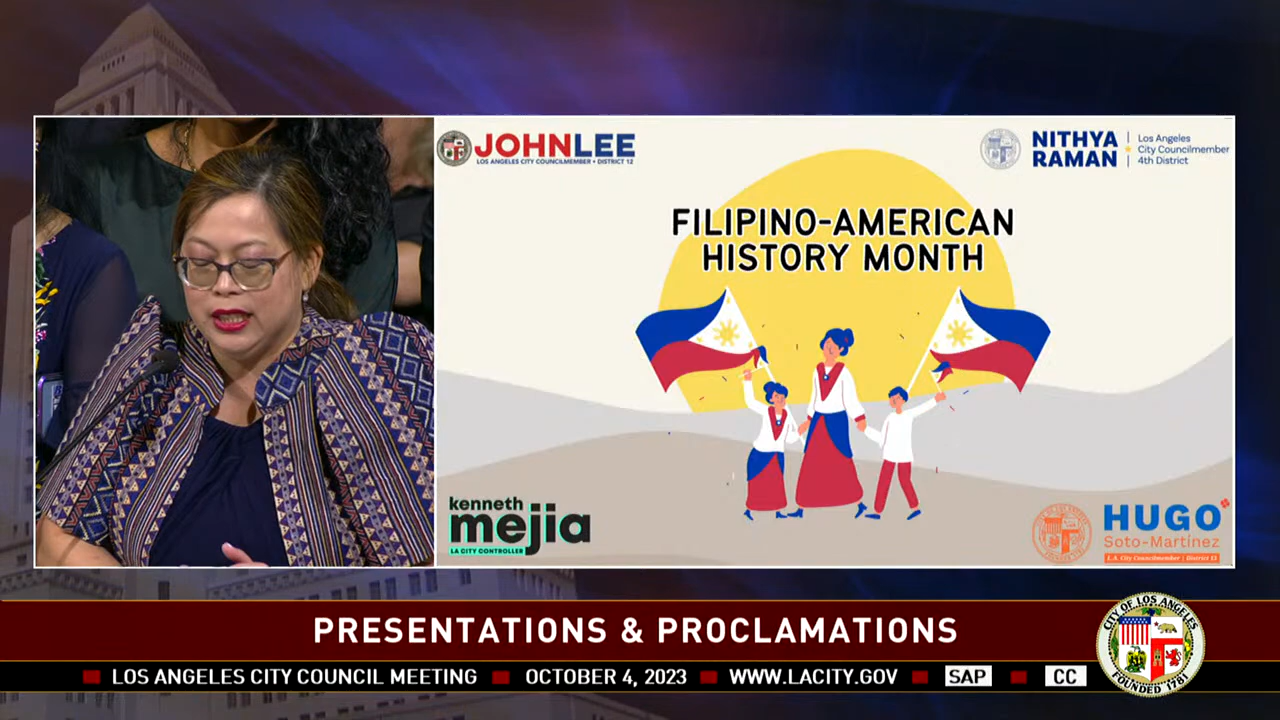 JOHNLEE
LOS ANGELES CITY COUNCILMEMBER • DISTRICT 12
NITHYA
RAMAN
Los Angeles
City Councilmember
4th District
FILIPINO-AMERICAN
HISTORY MONTH
kenneth
mejia
LA CITY CONTROLLER
HUGO
Soto-Martínez
L.A. City Councilmember | District 13
PRESENTATIONS & PROCLAMATIONS
CITY OF LOS ANGELES
FOUNDED 1781
LOS ANGELES CITY COUNCIL MEETING
OCTOBER 4, 2023
WWW.LACITY.GOV
SAP
CC